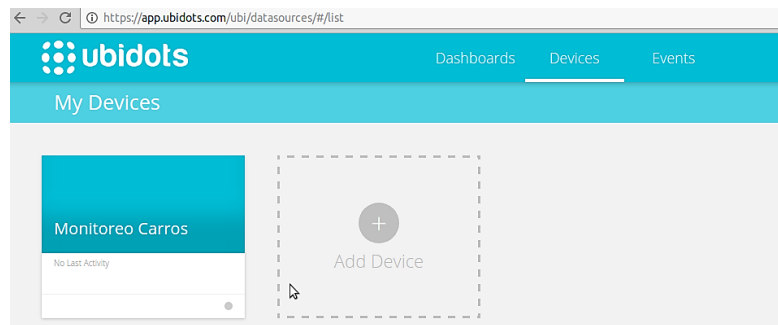 https://app.ubidots.com/ubi/datasources/#/list
ubidots
Dashboards Devices Events
My Devices
Monitoreo Carros
No Last Activity
Add Device